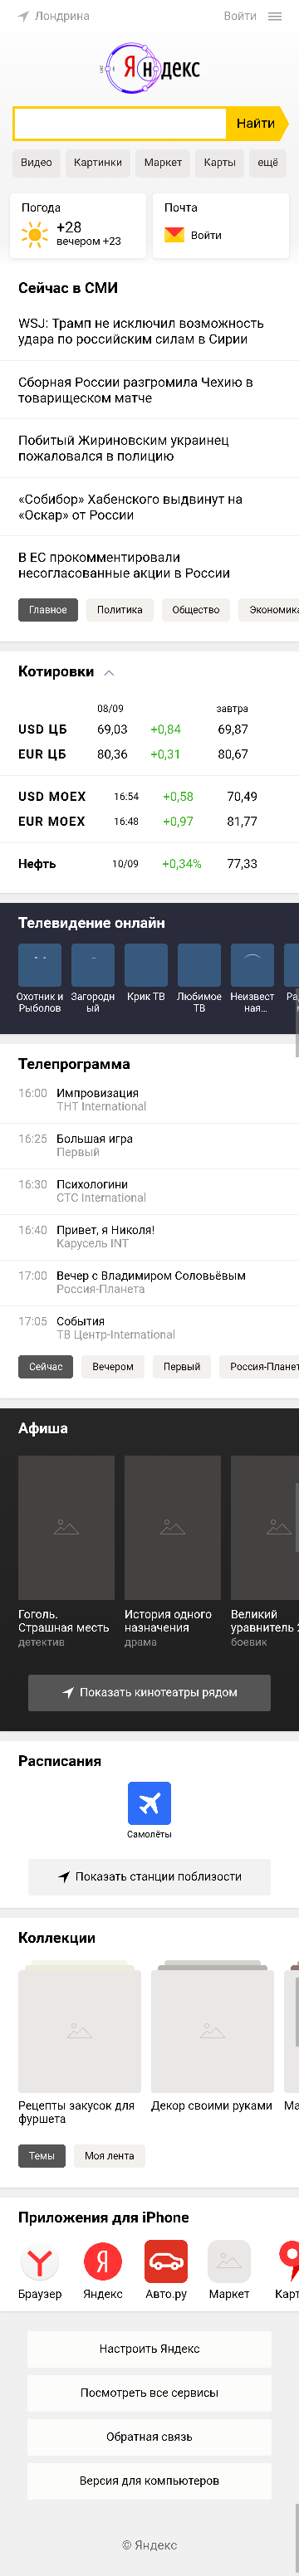 Лондрина
Войти
Яндекс
Найти
Видео
Картинки
Маркет
Карты
ещё
Погода
+28
вечером +23
Почта
Войти
Сейчас в СМИ
WSJ: Трамп не исключил возможность
удара по российским силам в Сирии
Сборная России разгромила Чехию в
товарищеском матче
Побитый Жириновским украинец
пожаловался в полицию
«Собибор» Хабенского выдвинут на
«Оскар» от России
В ЕС прокомментировали
несогласованные акции в России
Главное
Политика
Общество
Экономика
Котировки
08/09 завтра
USD ЦБ 69,03 +0,84 69,87
EUR ЦБ 80,36 +0,31 80,67
USD MOEX 16:54 +0,58 70,49
EUR MOEX 16:48 +0,97 81,77
Нефть 10/09 +0,34% 77,33
Телевидение онлайн
Охотник и
Рыболов
Загородн
ый
Крик ТВ
Любимое
ТВ
Неизвест
ная...
Телепрограмма
16:00 Импровизация
ТНТ International
16:25 Большая игра
Первый
16:30 Психологини
СТС International
16:40 Привет, я Николя!
Карусель INT
17:00 Вечер с Владимиром Соловьёвым
Россия-Планета
17:05 События
ТВ Центр-International
Сейчас
Вечером
Первый
Россия-Планет
Афиша
Гоголь.
Страшная месть
детектив
История одного
назначения
драма
Великий
уравнитель 2
боевик
Показать кинотеатры рядом
Расписания
Самолёты
Показать станции поблизости
Коллекции
Рецепты закусок для
фуршета
Декор своими руками
Ма
Темы
Моя лента
Приложения для iPhone
Браузер
Яндекс
Авто.ру
Маркет
Карт
Настроить Яндекс
Посмотреть все сервисы
Обратная связь
Версия для компьютеров
© Яндекс